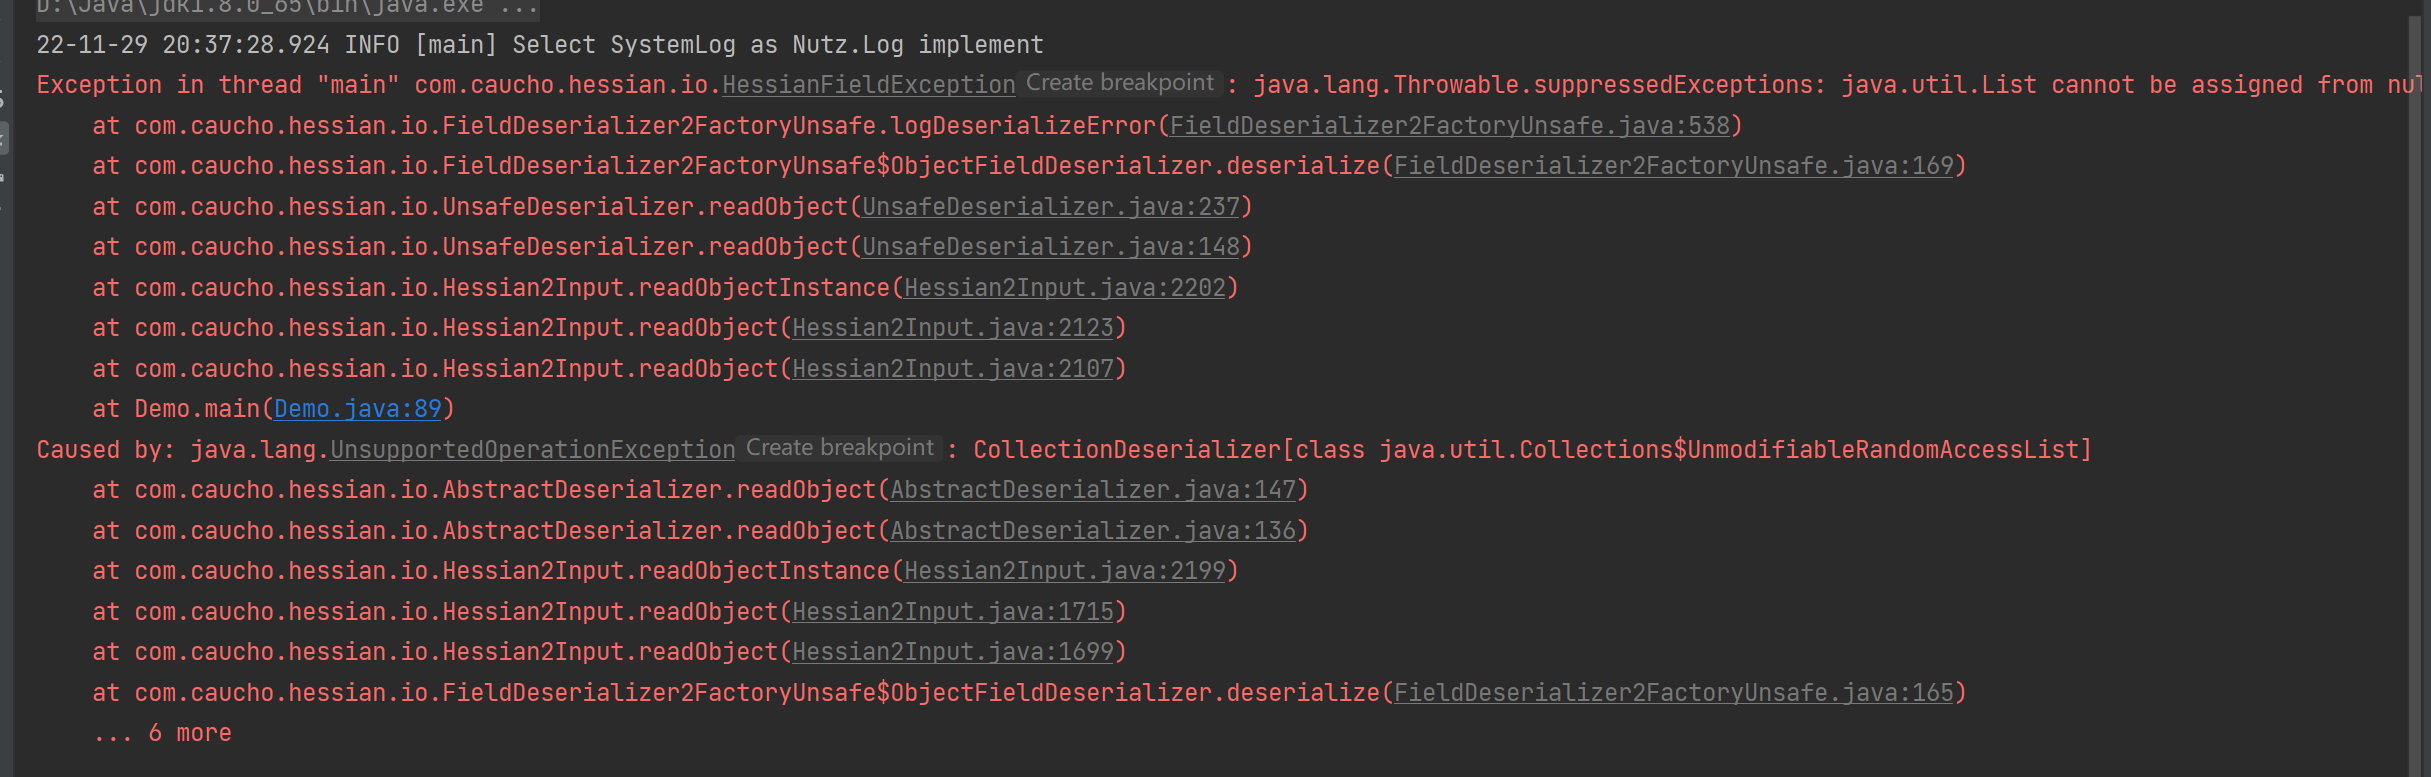 D:\Java\jdk1.8.0_65\bin\java.exe ...
22-11-29 20:37:28.924 INFO [main] Select SystemLog as Nutz.Log implement
Exception in thread "main" com.caucho.hessian.io.HessianFieldException Create breakpoint : java.lang.Throwable.suppressedExceptions: java.util.List cannot be assigned from
at com.caucho.hessian.io.FieldDeserializer2FactoryUnsafe.logDeserializeError(FieldDeserializer2FactoryUnsafe.java:538)
at com.caucho.hessian.io.FieldDeserializer2FactoryUnsafe$ObjectFieldDeserializer.deserialize(FieldDeserializer2FactoryUnsafe.java:169)
at com.caucho.hessian.io.UnsafeDeserializer.readObject(UnsafeDeserializer.java:237)
at com.caucho.hessian.io.UnsafeDeserializer.readObject(UnsafeDeserializer.java:148)
at com.caucho.hessian.io.Hessian2Input.readObjectInstance(Hessian2Input.java:2202)
at com.caucho.hessian.io.Hessian2Input.readObject(Hessian2Input.java:2123)
at com.caucho.hessian.io.Hessian2Input.readObject(Hessian2Input.java:2107)
at Demo.main(Demo.java:89)
Caused by: java.lang.UnsupportedOperationException Create breakpoint : CollectionDeserializer[class java.util.Collections$UnmodifiableRandomAccessList]
at com.caucho.hessian.io.AbstractDeserializer.readObject(AbstractDeserializer.java:147)
at com.caucho.hessian.io.AbstractDeserializer.readObject(AbstractDeserializer.java:136)
at com.caucho.hessian.io.Hessian2Input.readObjectInstance(Hessian2Input.java:2199)
at com.caucho.hessian.io.Hessian2Input.readObject(Hessian2Input.java:1715)
at com.caucho.hessian.io.Hessian2Input.readObject(Hessian2Input.java:1699)
at com.caucho.hessian.io.FieldDeserializer2FactoryUnsafe$ObjectFieldDeserializer.deserialize(FieldDeserializer2FactoryUnsafe.java:165)
... 6 more